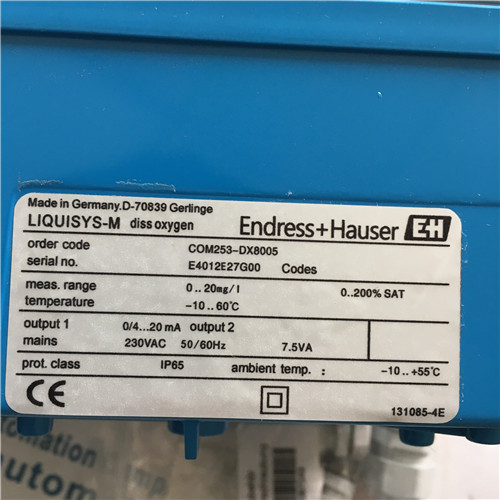 Made in Germany.D-70839 Gerlinge
LIQUISYS-M diss oxygen Endress+Hauser EH
order code COM253-DX8005
serial no. E4012E27G00 Codes
meas. range 0..20mg/l 0..200% SAT
temperature -10..60°C
output 1 0/4..20 mA output 2
mains 230VAC 50/60Hz 7.5VA
prot. class IP65 ambient temp. : -10..+55°C
CE 131085-4E
autom